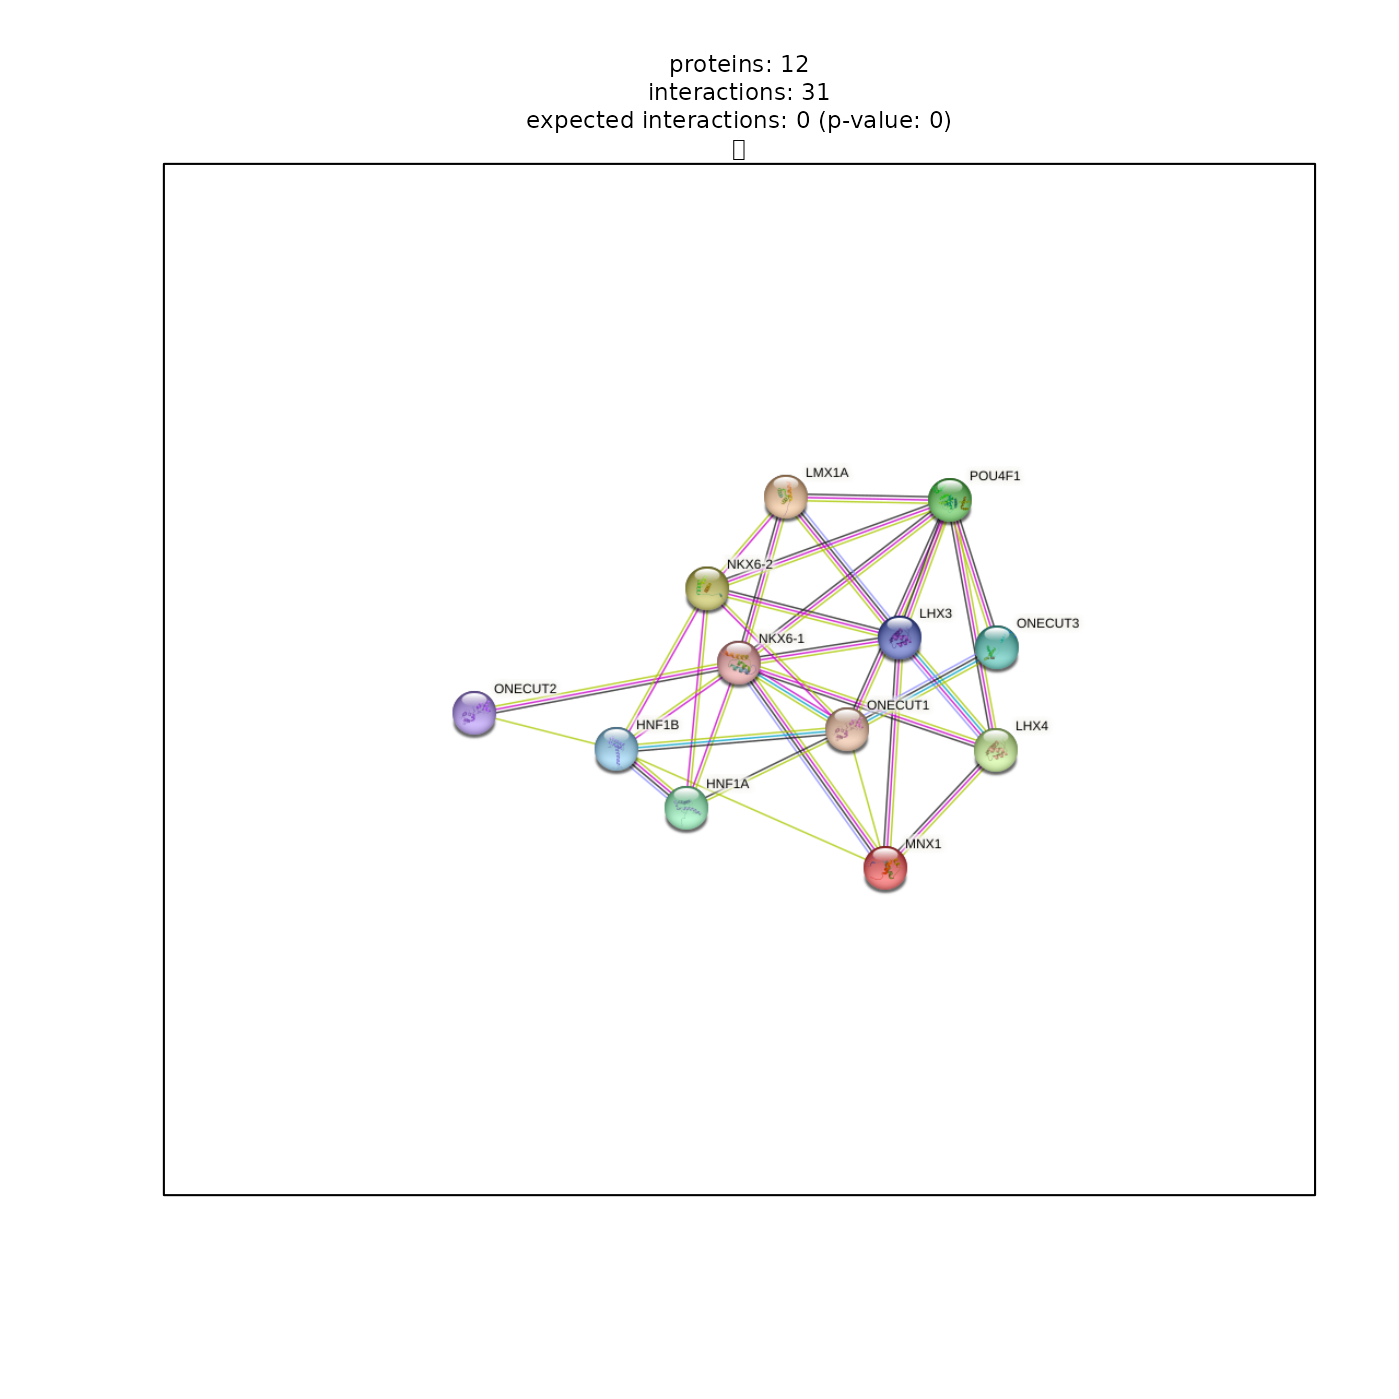 proteins: 12
interactions: 31
expected interactions: 0 (p-value: 0)
LMX1A
POU4F1
NKX6-2
LHX3
ONECUT3
NKX6-1
ONECUT2
ONECUT1
HNF1B
LHX4
HNF1A
MNX1